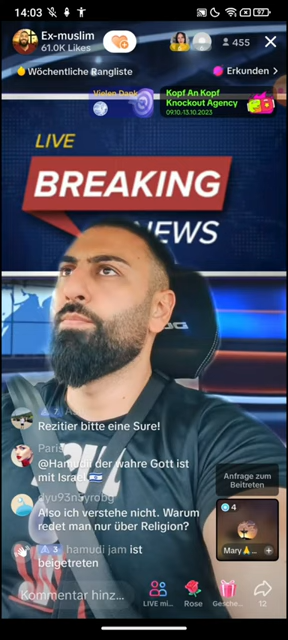 14:03
97
Ex-muslim
61.0K Likes
455
Wöchentliche Rangliste
Erkunden >
Vielen Dank
Kopf An Kopf
Knockout Agency
09.10.-13.10.2023
LIVE
BREAKING
NEWS
Rezitier bitte eine Sure!
Paris
@Hamudi der wahre Gott ist
mit Israel 🇮🇱
Also ich verstehe nicht. Warum
redet man nur über Religion?
3 hamudi jam ist
beigetreten
Anfrage zum
Beitreten
4
Mary🙏...
Kommentar hinz...
LIVE mi...
Rose
Gesche...
12